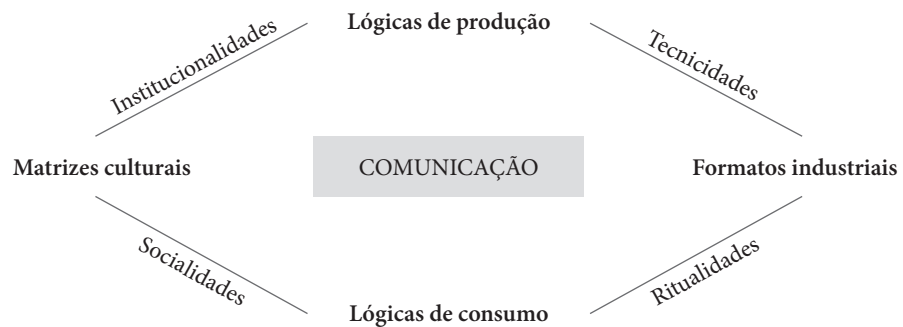 Lógicas de produção
Institucionalidades
Tecnicidades
Matrizes culturais
COMUNICAÇÃO
Formatos industriais
Socialidades
Ritualidades
Lógicas de consumo